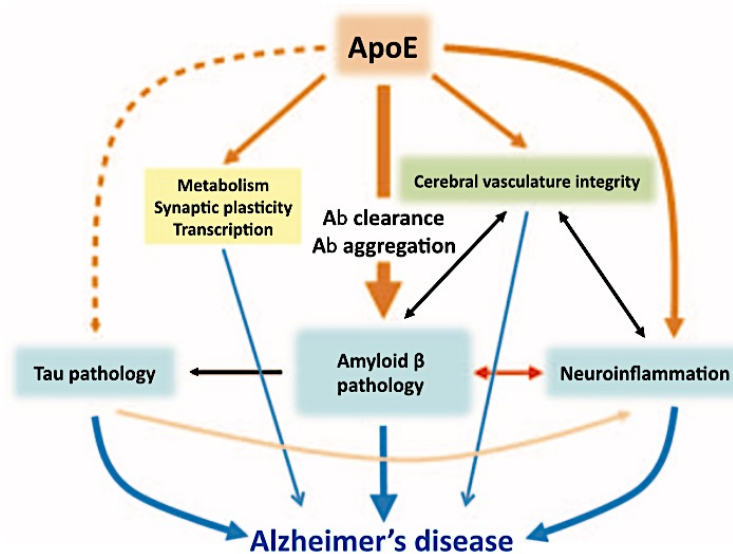 ApoE
Metabolism
Synaptic plasticity
Transcription
Cerebral vasculature integrity
Ab clearance
Ab aggregation
Tau pathology
Amyloid β
pathology
Neuroinflammation
Alzheimer's disease